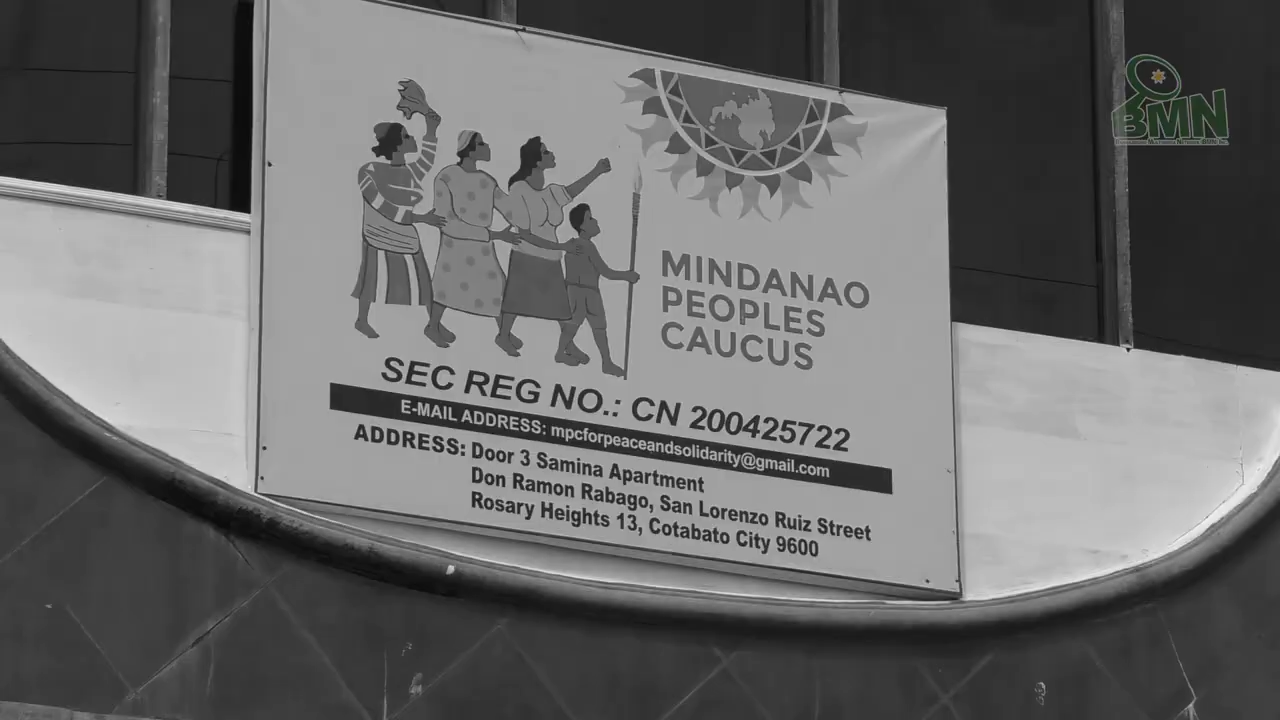 BMN
MINDANAO
PEOPLES
CAUCUS
SEC REG NO.: CN 200425722
E-MAIL ADDRESS: mpcforpeaceandsolidarity@gmail.com
ADDRESS: Door 3 Samina Apartment
Don Ramon Rabago, San Lorenzo Ruiz Street
Rosary Heights 13, Cotabato City 9600